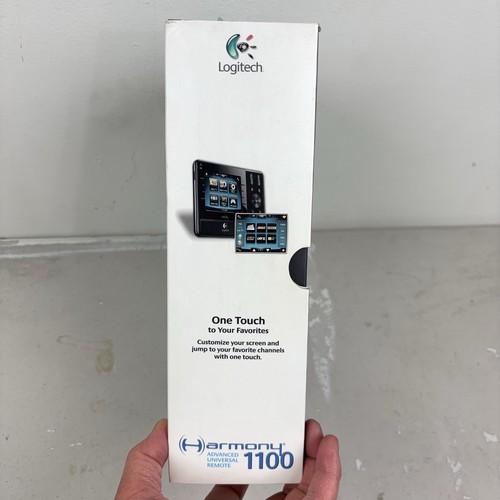 Logitech
One Touch
to Your Favorites
Customize your screen and
jump to your favorite channels
with one touch.
Harmony®
ADVANCED
UNIVERSAL
REMOTE
1100